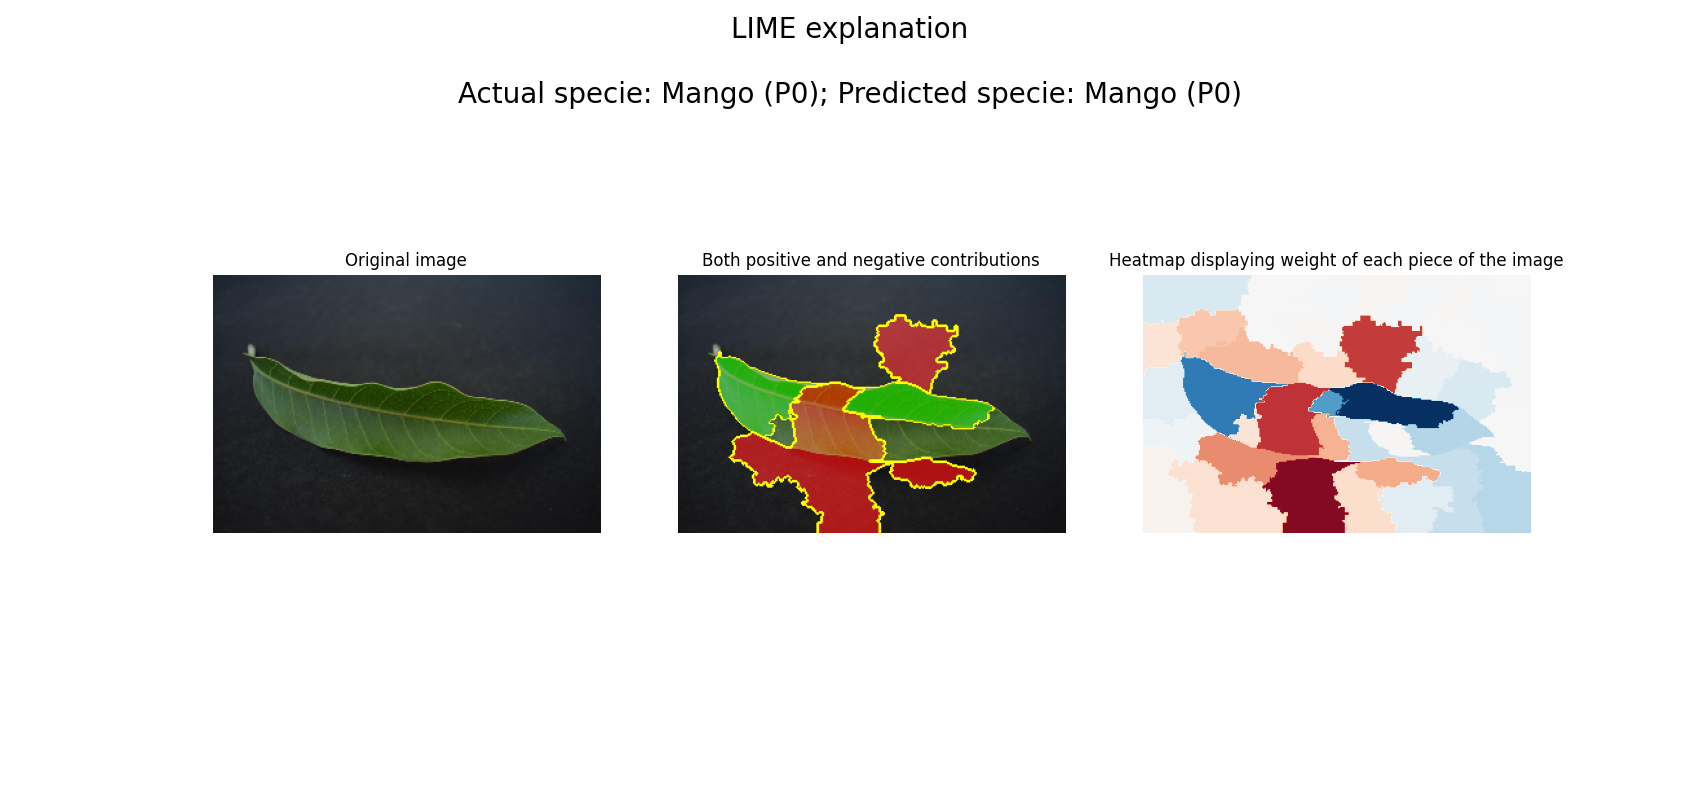 LIME explanation
Actual specie: Mango (P0); Predicted specie: Mango (P0)
Original image
Both positive and negative contributions
Heatmap displaying weight of each piece of the image